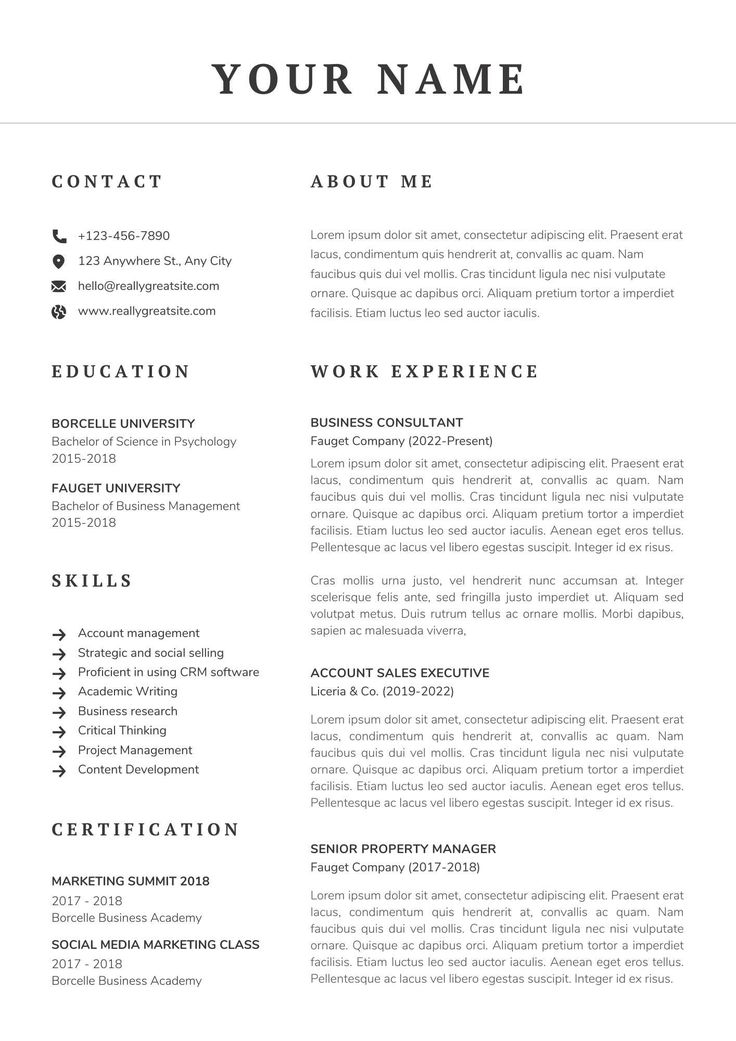 YOUR NAME
CONTACT
+123-456-7890
123 Anywhere St., Any City
hello@reallygreatsite.com
www.reallygreatsite.com
EDUCATION
BORCELLE UNIVERSITY
Bachelor of Science in Psychology
2015-2018
FAUGET UNIVERSITY
Bachelor of Business Management
2015-2018
SKILLS
Account management
Strategic and social selling
Proficient in using CRM software
Academic Writing
Business research
Critical Thinking
Project Management
Content Development
CERTIFICATION
MARKETING SUMMIT 2018
2017 - 2018
Borcelle Business Academy
SOCIAL MEDIA MARKETING CLASS
2017 - 2018
Borcelle Business Academy
ABOUT ME
Lorem ipsum dolor sit amet, consectetur adipiscing elit. Praesent erat
lacus, condimentum quis hendrerit at, convallis ac quam. Nam
faucibus quis dui vel mollis. Cras tincidunt ligula nec nisi vulputate
ornare. Quisque ac dapibus orci. Aliquam pretium tortor a imperdiet
facilisis. Etiam luctus leo sed auctor iaculis.
WORK EXPERIENCE
BUSINESS CONSULTANT
Fauget Company (2022-Present)
Lorem ipsum dolor sit amet, consectetur adipiscing elit. Praesent erat
lacus, condimentum quis hendrerit at, convallis ac quam. Nam
faucibus quis dui vel mollis. Cras tincidunt ligula nec nisi vulputate
ornare. Quisque ac dapibus orci. Aliquam pretium tortor a imperdiet
facilisis. Etiam luctus leo sed auctor iaculis. Aenean eget eros tellus.
Pellentesque ac lacus vel libero egestas suscipit. Integer id ex risus.
Cras mollis urna justo, vel hendrerit nunc accumsan at. Integer
scelerisque felis ante, sed fringilla justo imperdiet ut. Aliquam sed
volutpat metus. Duis rutrum tellus ac ornare mollis. Morbi dapibus,
sapien ac malesuada viverra,
ACCOUNT SALES EXECUTIVE
Liceria & Co. (2019-2022)
Lorem ipsum dolor sit amet, consectetur adipiscing elit. Praesent erat
lacus, condimentum quis hendrerit at, convallis ac quam. Nam
faucibus quis dui vel mollis. Cras tincidunt ligula nec nisi vulputate
ornare. Quisque ac dapibus orci. Aliquam pretium tortor a imperdiet
facilisis. Etiam luctus leo sed auctor iaculis. Aenean eget eros tellus.
Pellentesque ac lacus vel libero egestas suscipit. Integer id ex risus.
SENIOR PROPERTY MANAGER
Fauget Company (2017-2018)
Lorem ipsum dolor sit amet, consectetur adipiscing elit. Praesent erat
lacus, condimentum quis hendrerit at, convallis ac quam. Nam
faucibus quis dui vel mollis. Cras tincidunt ligula nec nisi vulputate
ornare. Quisque ac dapibus orci. Aliquam pretium tortor a imperdiet
facilisis. Etiam luctus leo sed auctor iaculis. Aenean eget eros tellus.
Pellentesque ac lacus vel libero egestas suscipit. Integer id ex risus.